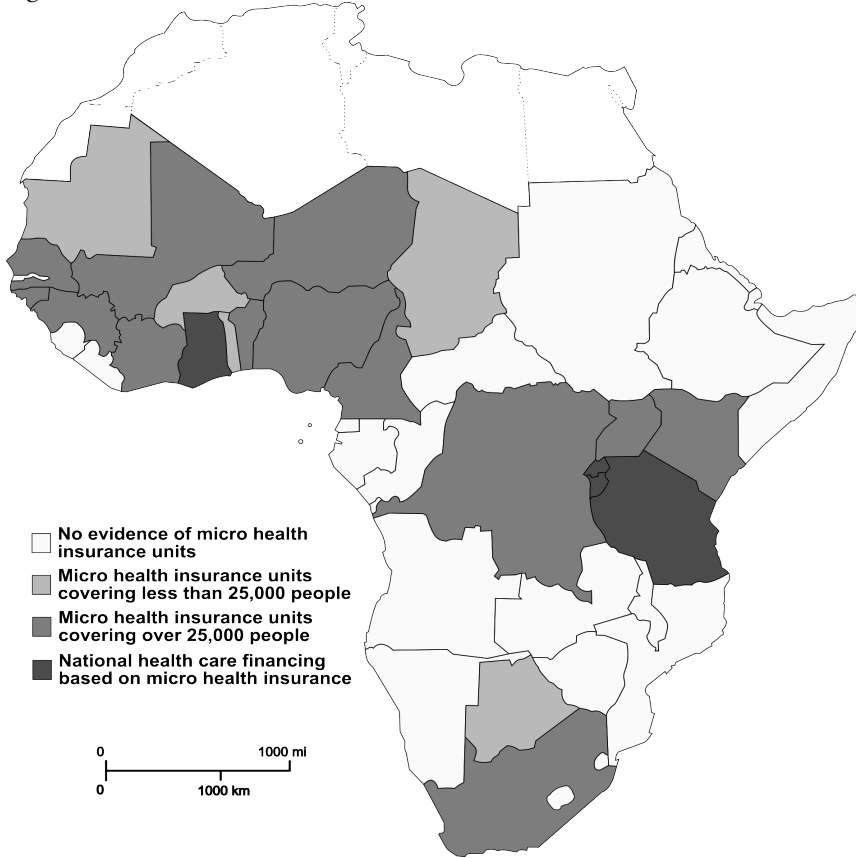 No evidence of micro health
insurance units
Micro health insurance units
covering less than 25,000 people
Micro health insurance units
covering over 25,000 people
National health care financing
based on micro health insurance
0 1000 mi
0 1000 km